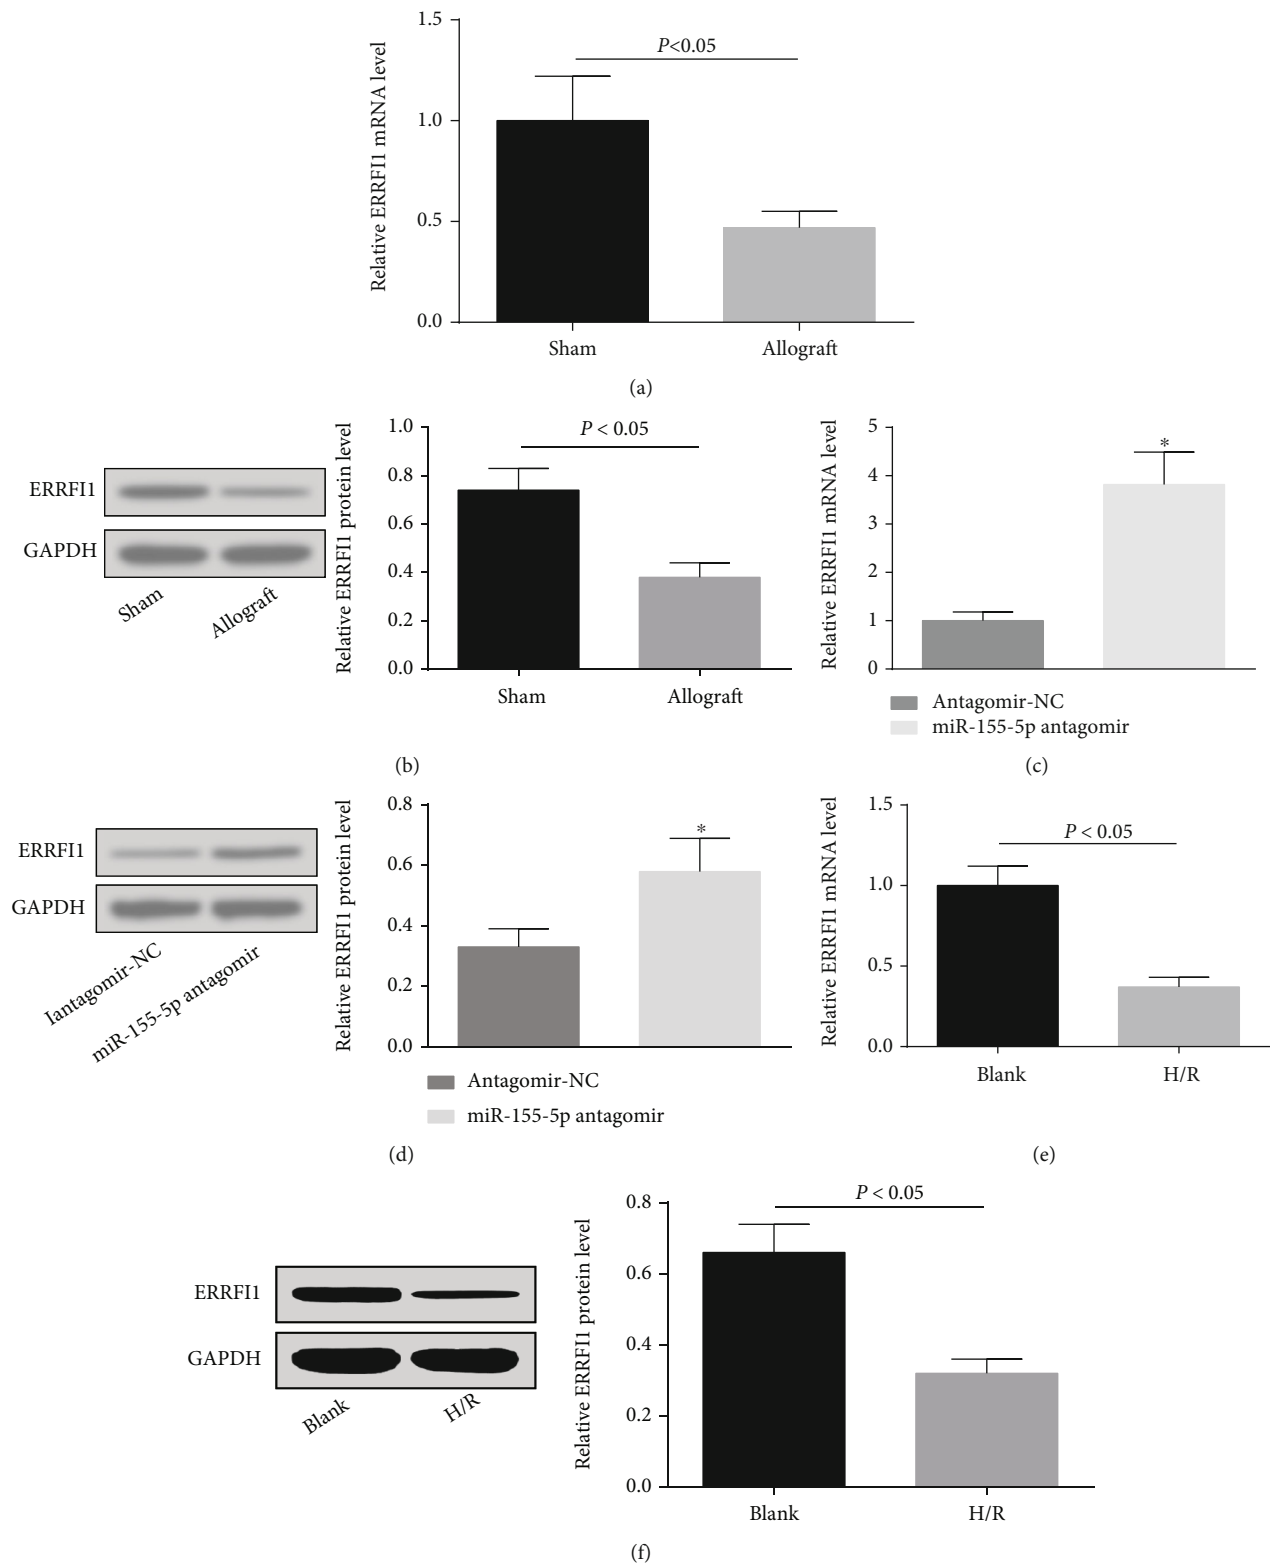 Relative ERRFI1 mRNA level
1.5
1.0
0.5
0.0
P<0.05
Sham
Allograft
(a)
ERRFI1
GAPDH
Sham
Allograft
Relative ERRFI1 protein level
1.0
0.8
0.6
0.4
0.2
0.0
P < 0.05
Sham
Allograft
(b)
Relative ERRFI1 mRNA level
5
4
3
2
1
0
*
Antagomir-NC
miR-155-5p antagomir
(c)
ERRFI1
GAPDH
Iantagomir-NC
miR-155-5p antagomir
Relative ERRFI1 protein level
0.8
0.6
0.4
0.2
0.0
*
Antagomir-NC
miR-155-5p antagomir
(d)
Relative ERRFI1 mRNA level
1.5
1.0
0.5
0.0
P < 0.05
Blank
H/R
(e)
ERRFI1
GAPDH
Blank
H/R
Relative ERRFI1 protein level
0.8
0.6
0.4
0.2
0.0
P < 0.05
Blank
H/R
(f)